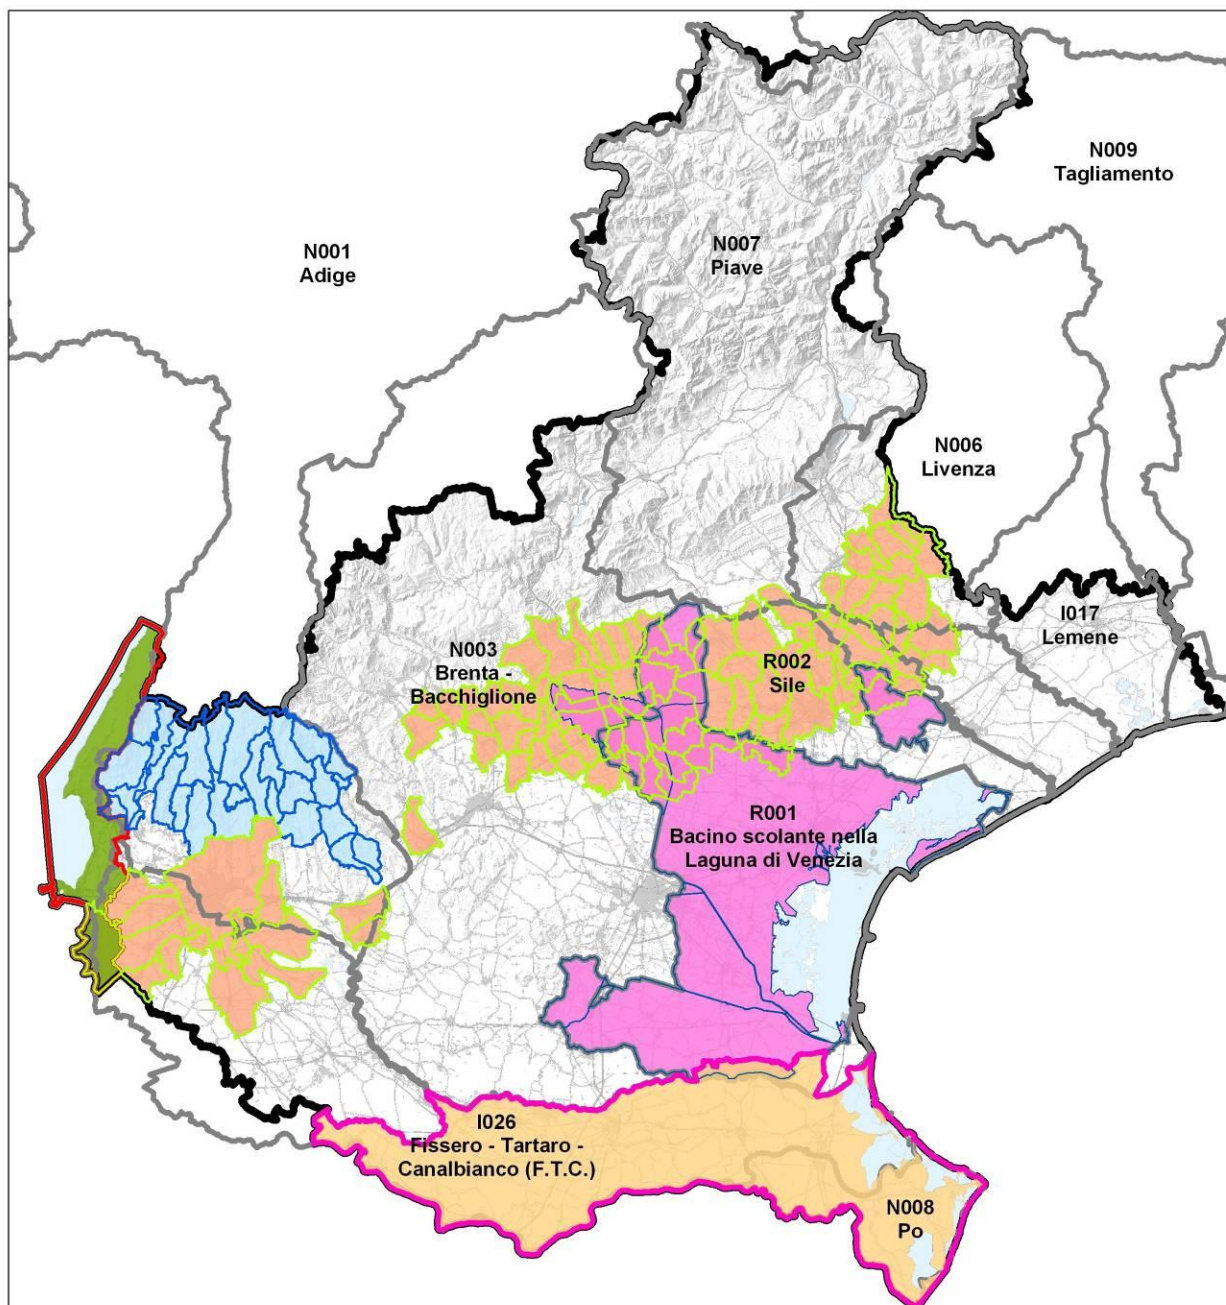 N009
Tagliamento
N001
Adige
N007
Piave
N006
Livenza
I017
Lemene
N003
Brenta -
Bacchiglione
R002
Sile
R001
Bacino scolante nella
Laguna di Venezia
I026
Fissero - Tartaro -
Canalbianco (F.T.C.)
N008
Po